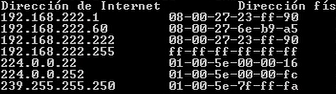 Dirección de Internet          Dirección fís
192.168.222.1         08-00-27-23-ff-90
192.168.222.60        08-00-27-6e-b9-a5
192.168.222.222       08-00-27-23-ff-90
192.168.222.255       ff-ff-ff-ff-ff-ff
224.0.0.22            01-00-5e-00-00-16
224.0.0.252           01-00-5e-00-00-fc
239.255.255.250       01-00-5e-7f-ff-fa